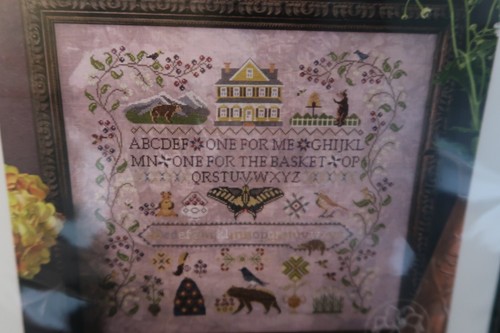 ABCDEF ONE FOR ME GHIJKL
MN ONE FOR THE BASKET OP
QRSTUVWXYZ